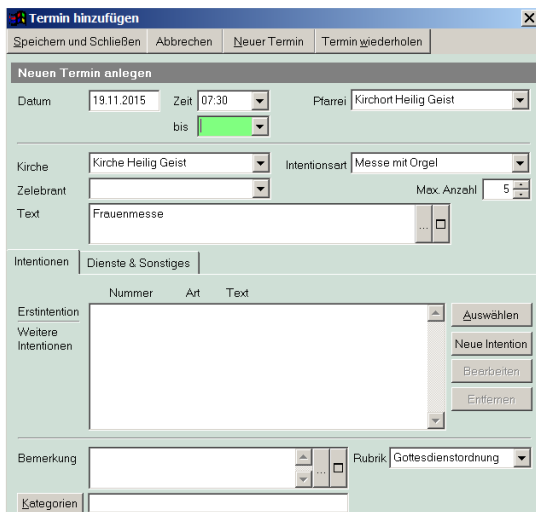 Termin hinzufügen
Speichern und Schließen Abbrechen Neuer Termin Termin wiederholen
Neuen Termin anlegen
Datum 19.11.2015 Zeit 07:30 Pfarrei Kirchort Heilig Geist
bis
Kirche Kirche Heilig Geist Intentionsart Messe mit Orgel
Zelebrant Max. Anzahl 5
Text Frauenmesse ...
Intentionen Dienste & Sonstiges
Nummer Art Text
Erstintention Auswählen
Weitere
Intentionen Neue Intention
Bearbeiten
Entfernen
Bemerkung ... Rubrik Gottesdienstordnung
Kategorien